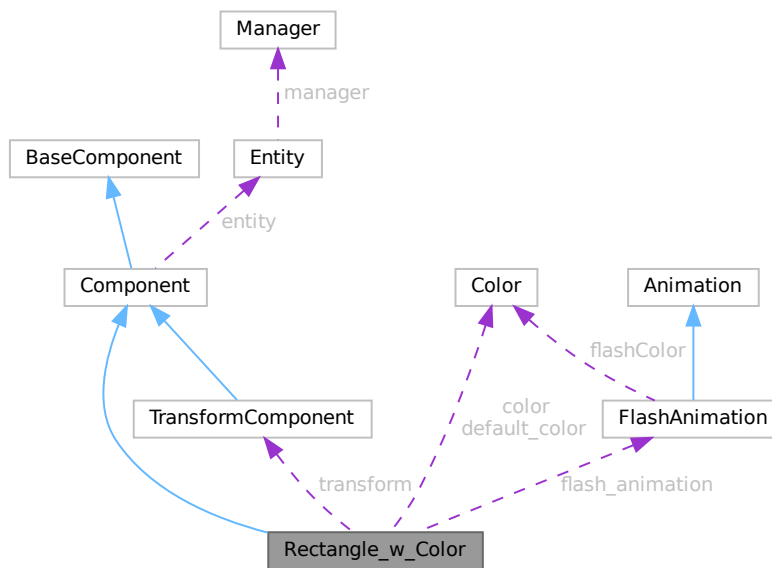 Manager
manager
BaseComponent
Entity
entity
Component
Color
Animation
flashColor
TransformComponent
color
default_color
FlashAnimation
transform
flash_animation
Rectangle_w_Color